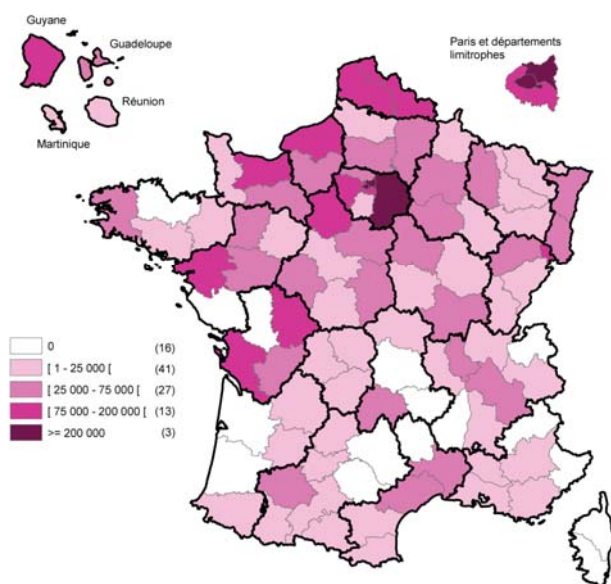 Guyane
Guadeloupe
Réunion
Martinique
Paris et départements
limitrophes
0 (16)
[ 1 - 25 000 [ (41)
[ 25 000 - 75 000 [ (27)
[ 75 000 - 200 000 [ (13)
>= 200 000 (3)